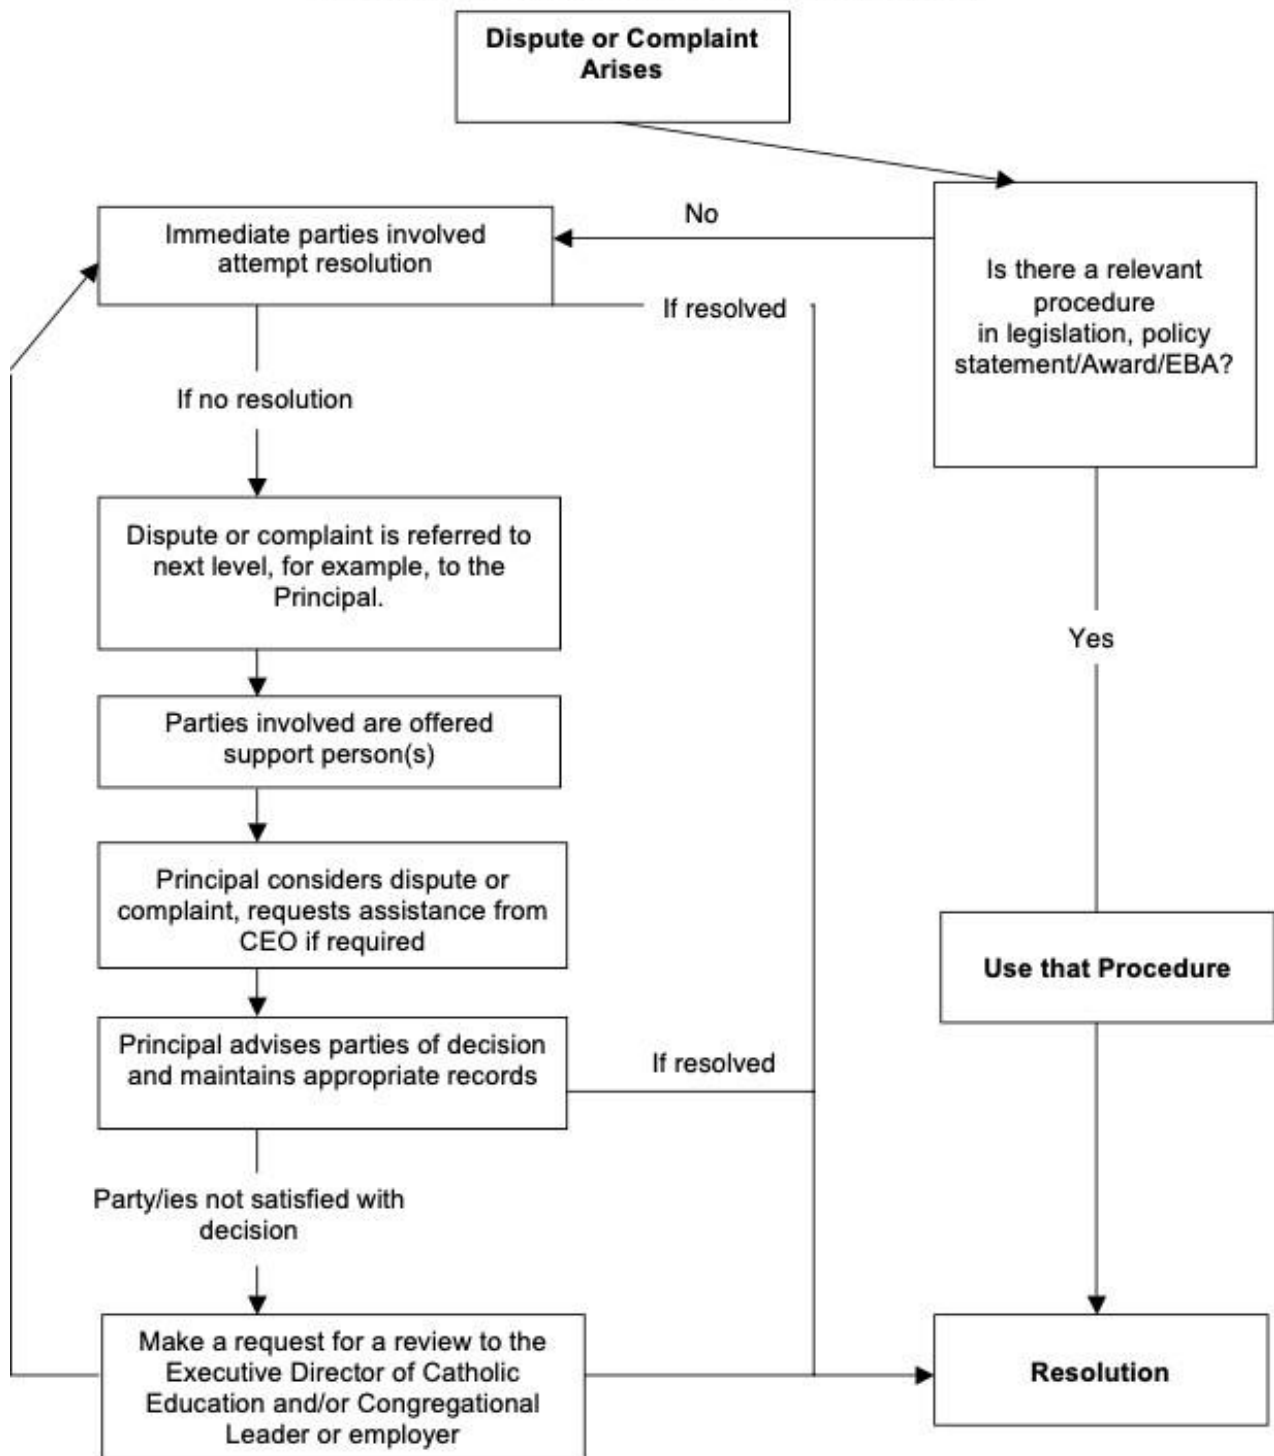 Dispute or Complaint
Arises
No
Immediate parties involved
attempt resolution
Is there a relevant
procedure
in legislation, policy
statement/Award/EBA?
If resolved
If no resolution
Dispute or complaint is referred to
next level, for example, to the
Principal.
Yes
Parties involved are offered
support person(s)
Principal considers dispute or
complaint, requests assistance from
CEO if required
Use that Procedure
Principal advises parties of decision
and maintains appropriate records
If resolved
Party/ies not satisfied with
decision
Make a request for a review to the
Executive Director of Catholic
Education and/or Congregational
Leader or employer
Resolution